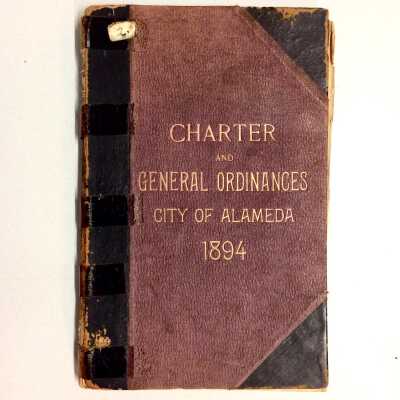 CHARTER
AND
GENERAL ORDINANCES
CITY OF ALAMEDA
1894